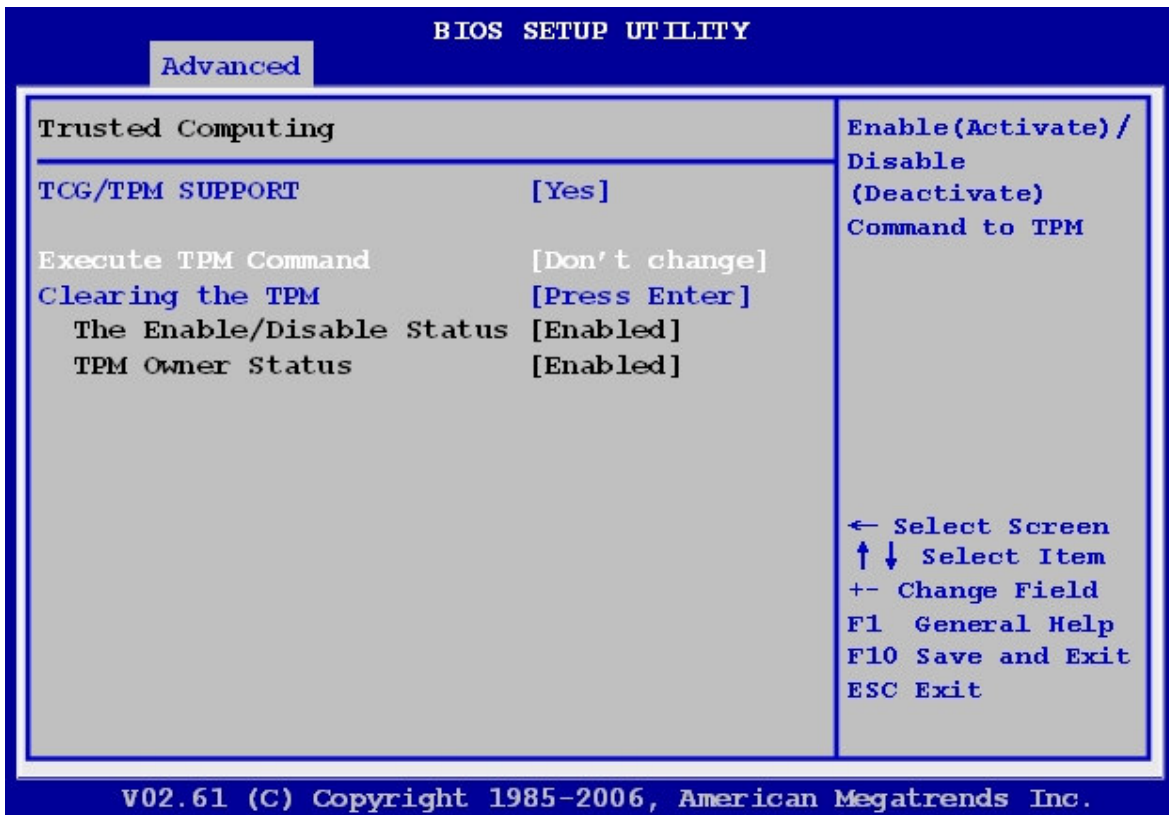 BIOS SETUP UTILITY
Advanced
Trusted Computing
TCG/TPM SUPPORT [Yes]
Execute TPM Command [Don't change]
Clearing the TPM [Press Enter]
The Enable/Disable Status [Enabled]
TPM Owner Status [Enabled]
Enable(Activate)/
Disable
(Deactivate)
Command to TPM
← Select Screen
↑↓ Select Item
+- Change Field
F1 General Help
F10 Save and Exit
ESC Exit
V02.61 (C) Copyright 1985-2006, American Megatrends Inc.